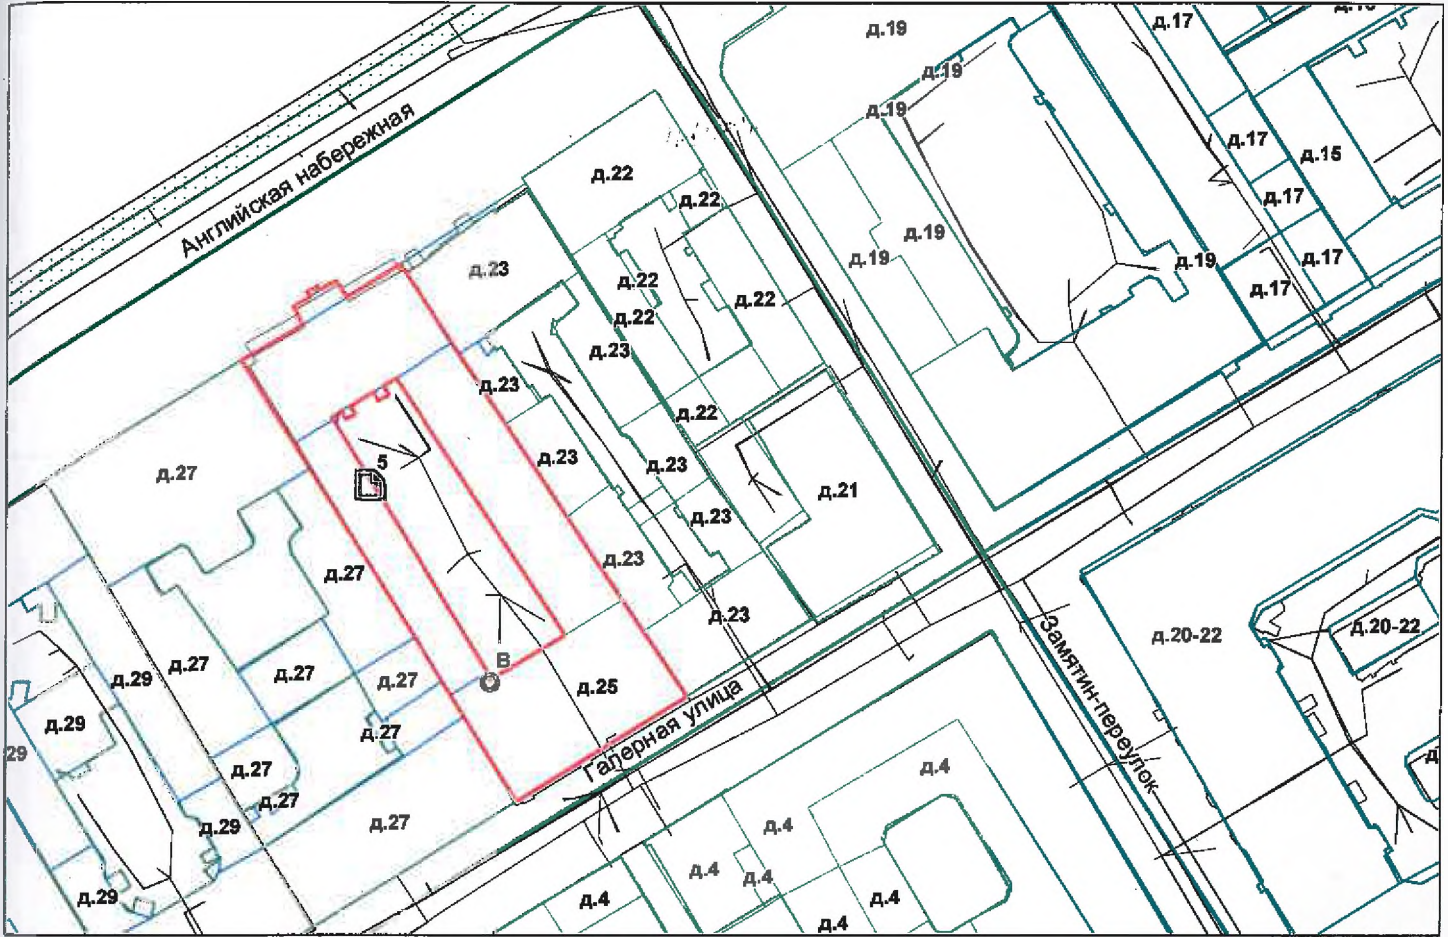 д.19
д.17
д.19
д.19
Английская набережная
д.22
д.17
д.15
д.22
д.17
д.19
д.19
д.19
д.17
д.17
д.23
д.22
д.22
д.22
д.23
д.23
д.22
5
д.27
д.23
д.23
д.21
д.23
д.27
д.23
д.23
Замятин-переулок
д.20-22
д.20-22
В
д.27
д.29
д.27
д.27
д.25
Галерная улица
д.29
29
д.27
д.27
д.27
д.29
д.27
д.4
д.4
д.4
д.4
д.29
д.4
д.4
д.4